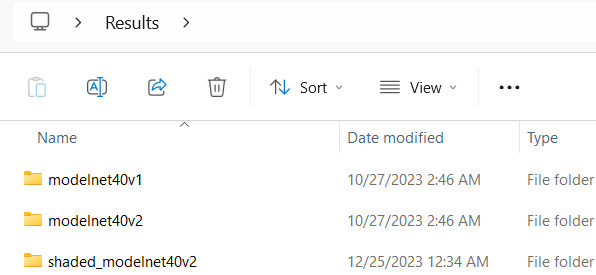 Results
Sort View
Name Date modified Type
modelnet40v1 10/27/2023 2:46 AM File folder
modelnet40v2 10/27/2023 2:46 AM File folder
shaded_modelnet40v2 12/25/2023 12:34 AM File folder